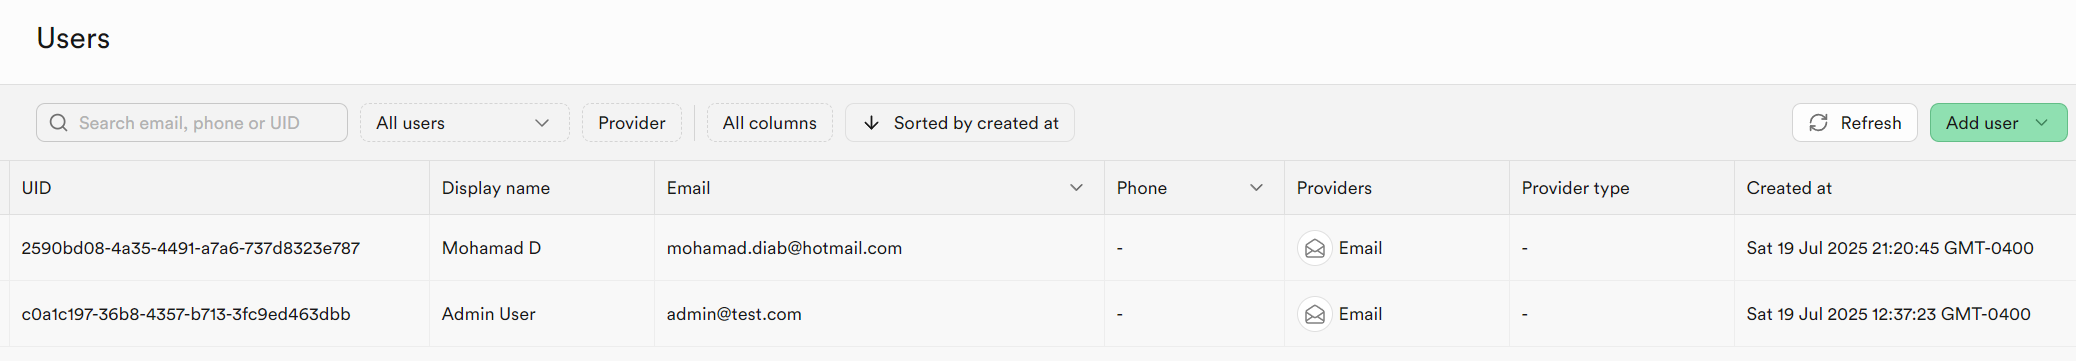 Users
Search email, phone or UID All users Provider All columns Sorted by created at Refresh Add user
UID Display name Email Phone Providers Provider type Created at
2590bd08-4a35-4491-a7a6-737d8323e787 Mohamad D mohamad.diab@hotmail.com - Email - Sat 19 Jul 2025 21:20:45 GMT-0400
c0a1c197-36b8-4357-b713-3fc9ed463dbb Admin User admin@test.com - Email - Sat 19 Jul 2025 12:37:23 GMT-0400